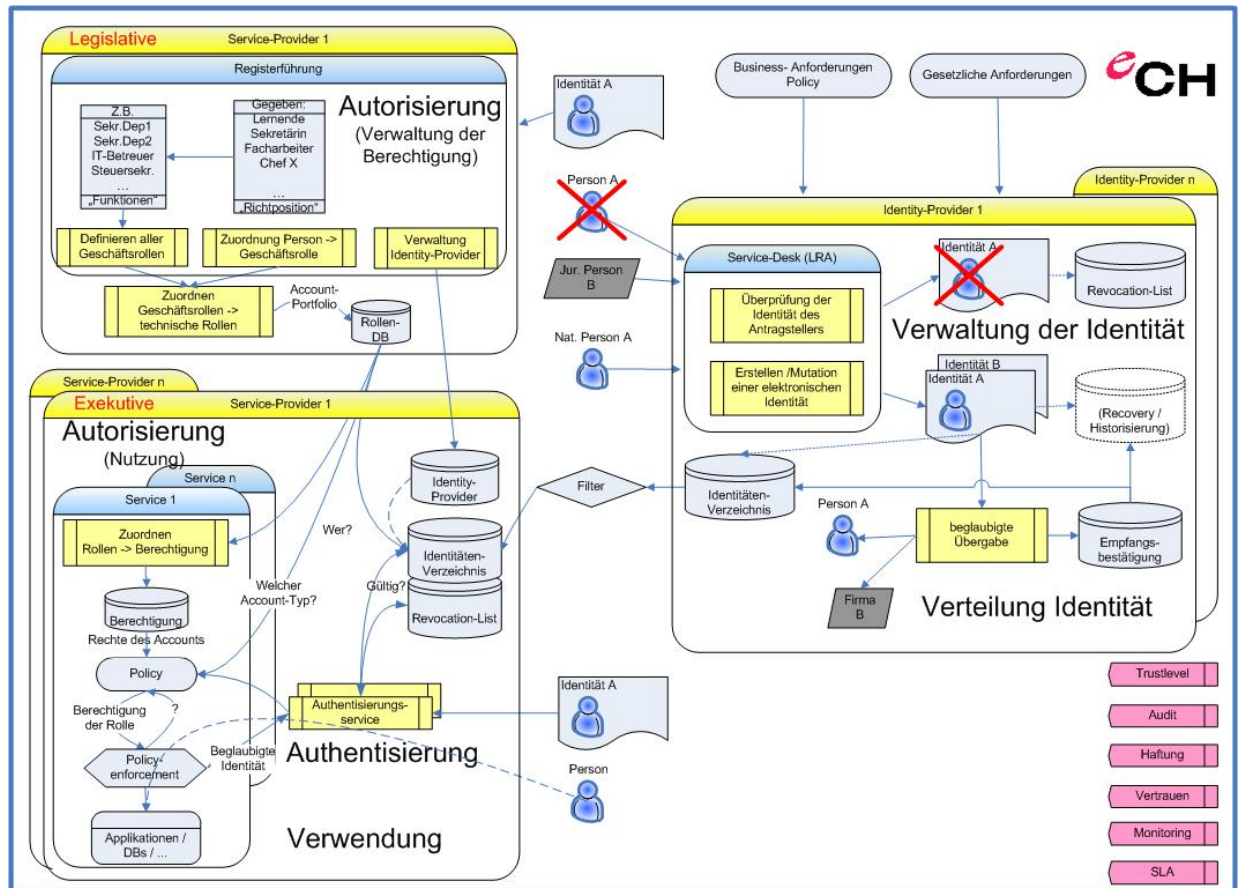 Legislative
Service-Provider 1
Registerführung
Z.B.
Sekr.Dep1
Sekr.Dep2
IT-Betreuer
Steuersekr.
...
„Funktionen“
Gegeben:
Lernende
Sekretärin
Facharbeiter
Chef X
...
„Richtposition“
Autorisierung
(Verwaltung der
Berechtigung)
Definieren aller
Geschäftsrollen
Zuordnung Person ->
Geschäftsrolle
Verwaltung
Identity-Provider
Zuordnen
Geschäftsrollen ->
technische Rollen
Account-
Portfolio
Rollen-
DB
Identität A
Business- Anforderungen
Policy
Gesetzliche Anforderungen
eCH
Person A
Jur. Person
B
Nat. Person A
Identity-Provider n
Identity-Provider 1
Service-Desk (LRA)
Überprüfung der
Identität des
Antragstellers
Erstellen /Mutation
einer elektronischen
Identität
Identität A
Revocation-List
Verwaltung der Identität
Identität B
Identität A
(Recovery /
Historisierung)
Identitäten-
Verzeichnis
Filter
Person A
beglaubigte
Übergabe
Empfangs-
bestätigung
Firma
B
Verteilung Identität
Service-Provider n
Exekutive
Service-Provider 1
Autorisierung
(Nutzung)
Service n
Service 1
Zuordnen
Rollen -> Berechtigung
Berechtigung
Rechte des Accounts
Policy
Berechtigung
der Rolle
?
Policy-
enforcement
Beglaubigte
Identität
Applikationen /
DBs / ...
Identity-
Provider
Wer?
Identitäten-
Verzeichnis
Welcher
Account-Typ?
Gültig?
Revocation-List
Authentisierungs-
service
Authentisierung
Verwendung
Identität A
Person
Trustlevel
Audit
Haftung
Vertrauen
Monitoring
SLA